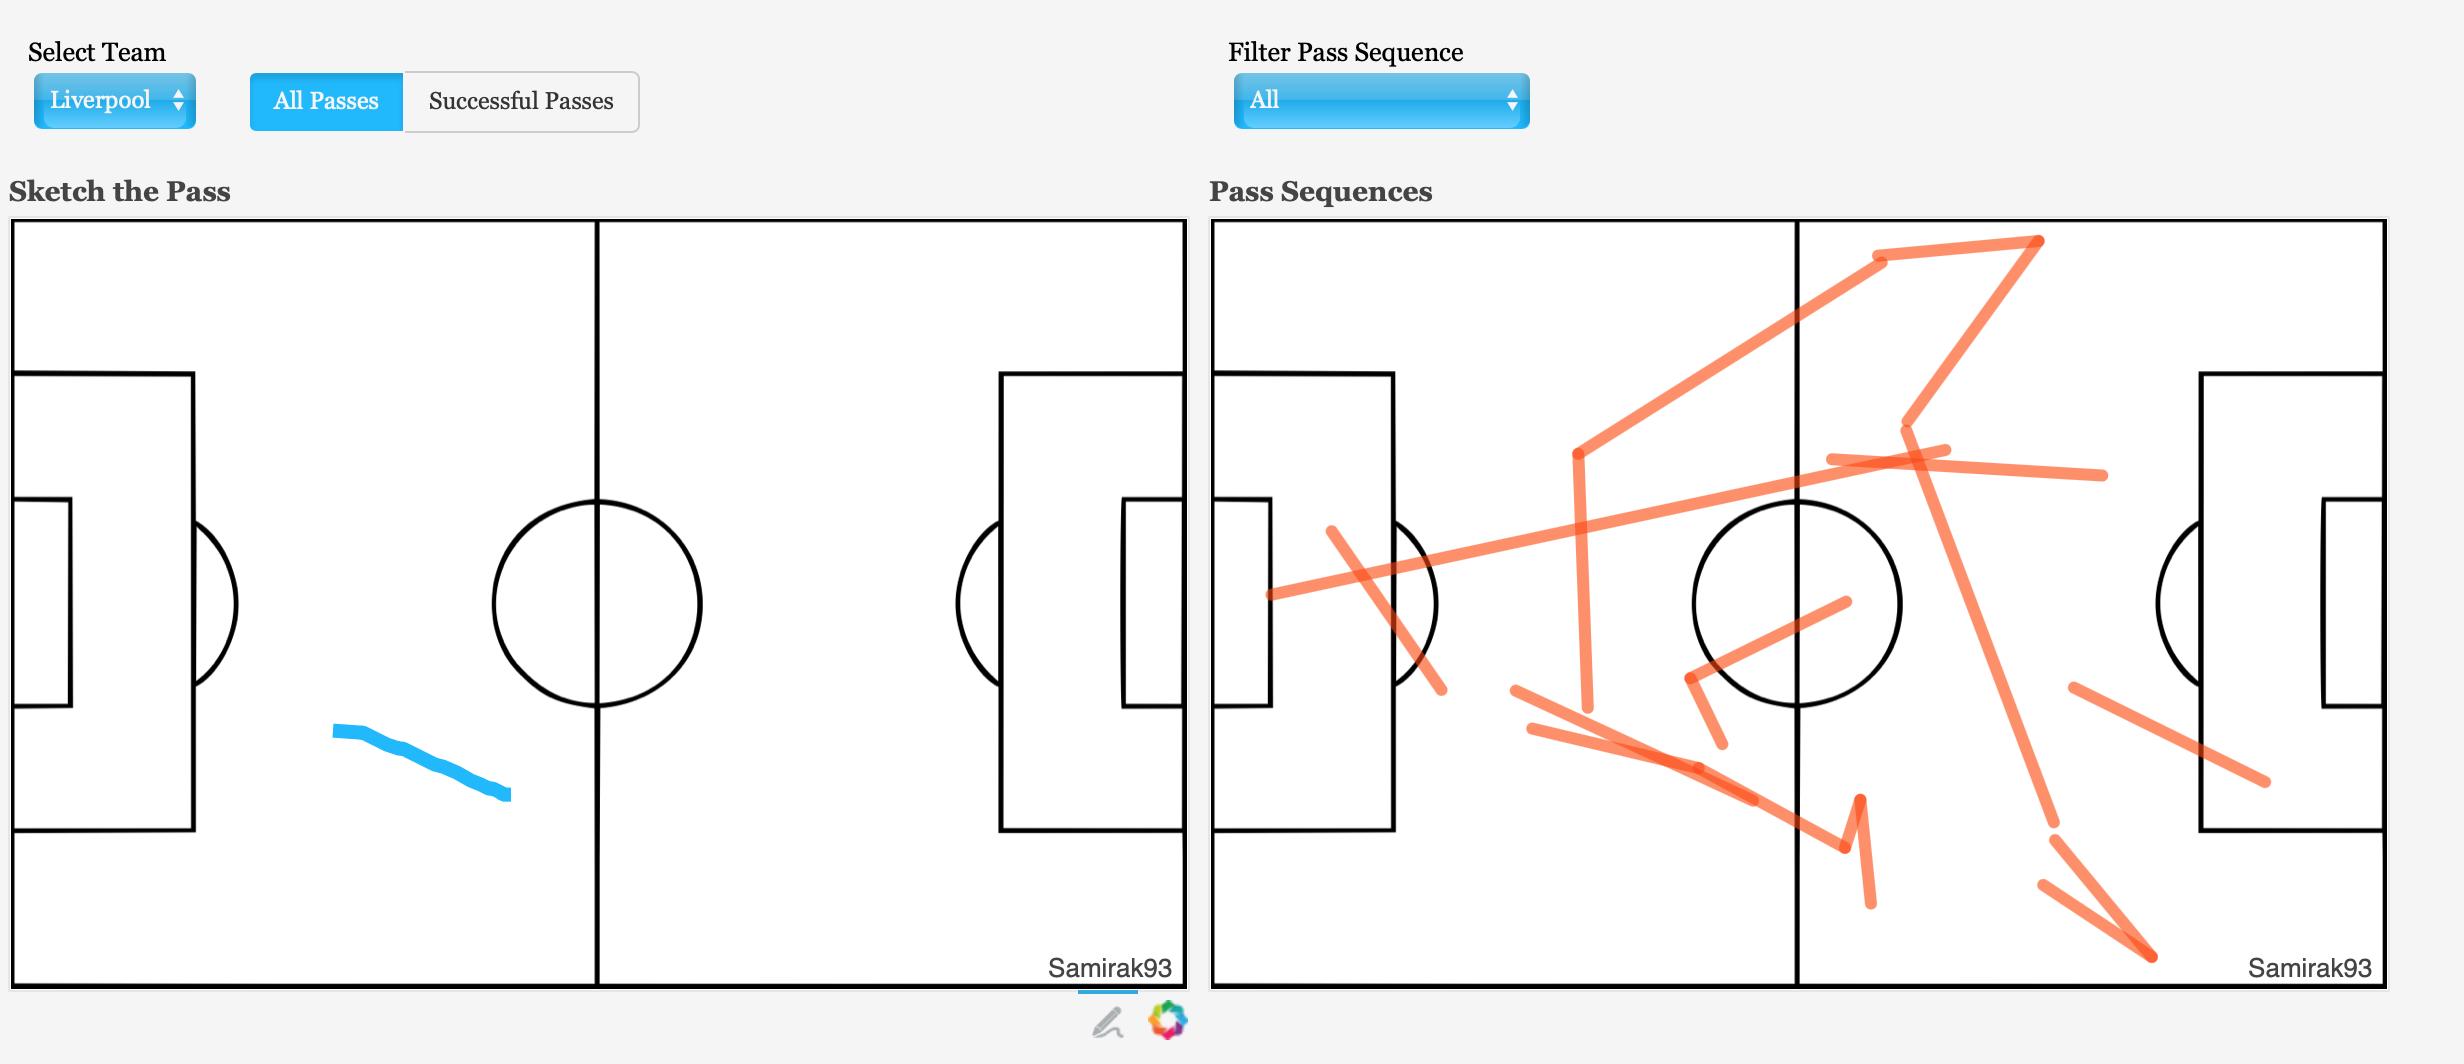 Select Team
Liverpool
All Passes
Successful Passes
Filter Pass Sequence
All
Sketch the Pass
Pass Sequences
Samirak93
Samirak93